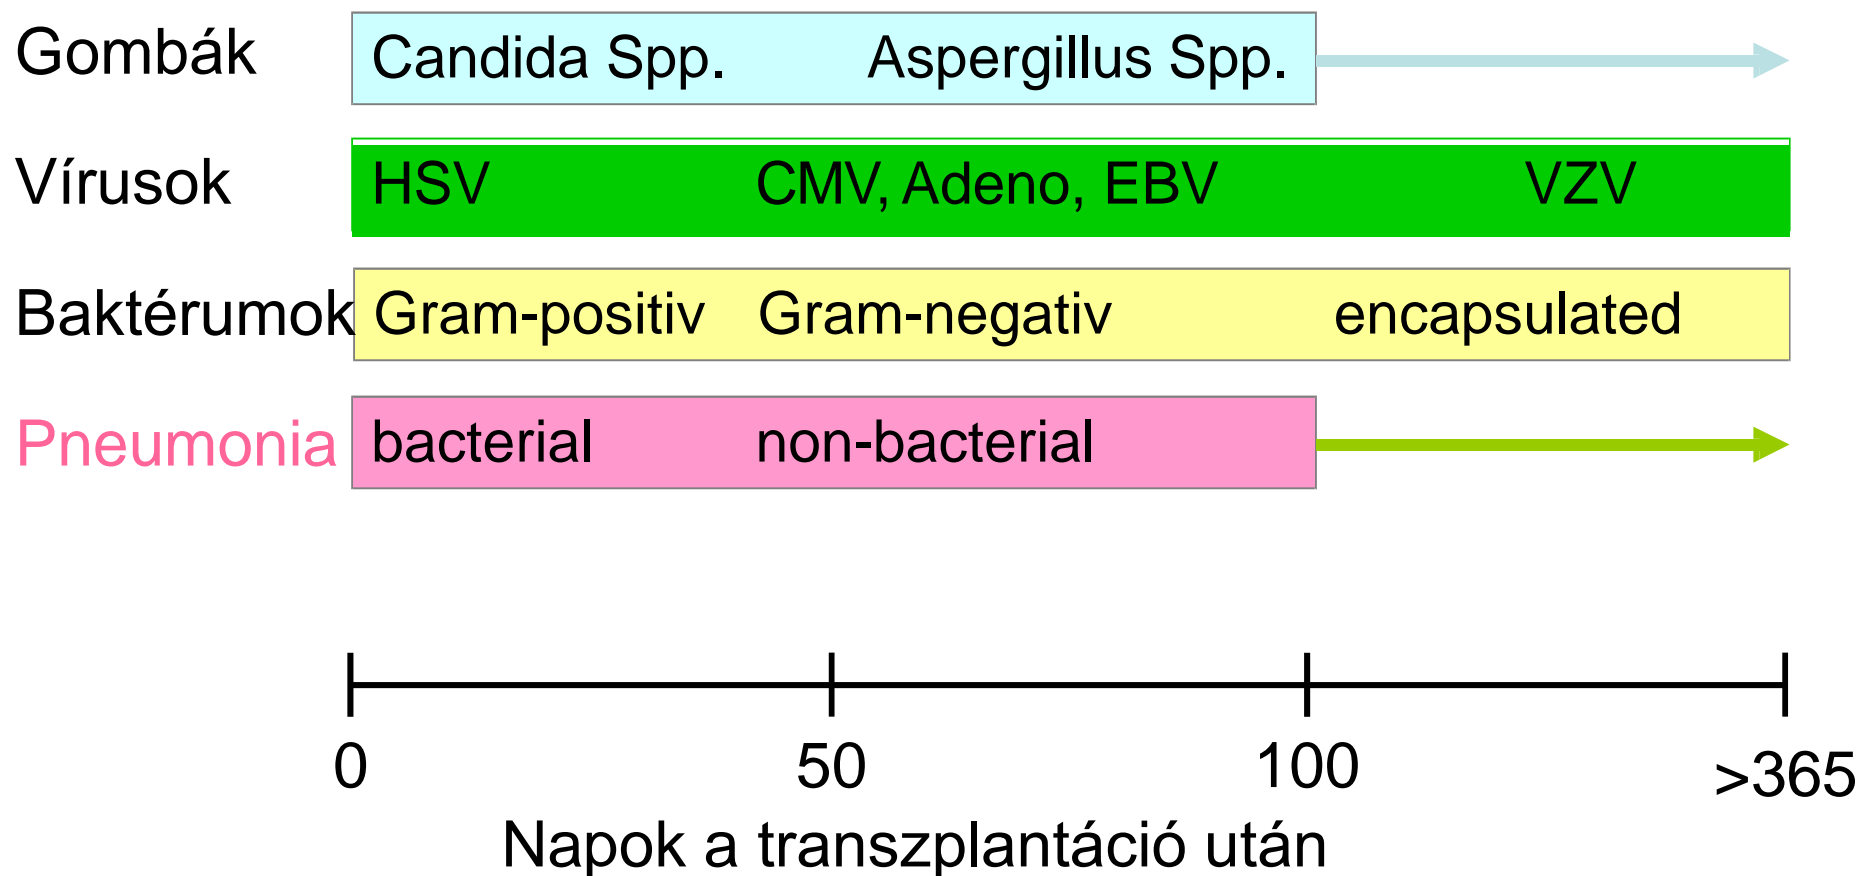 Gombák Candida Spp. Aspergillus Spp.
Vírusok HSV CMV, Adeno, EBV VZV
Baktérumok Gram-positiv Gram-negativ encapsulated
Pneumonia bacterial non-bacterial
0 50 100 >365
Napok a transzplantáció után